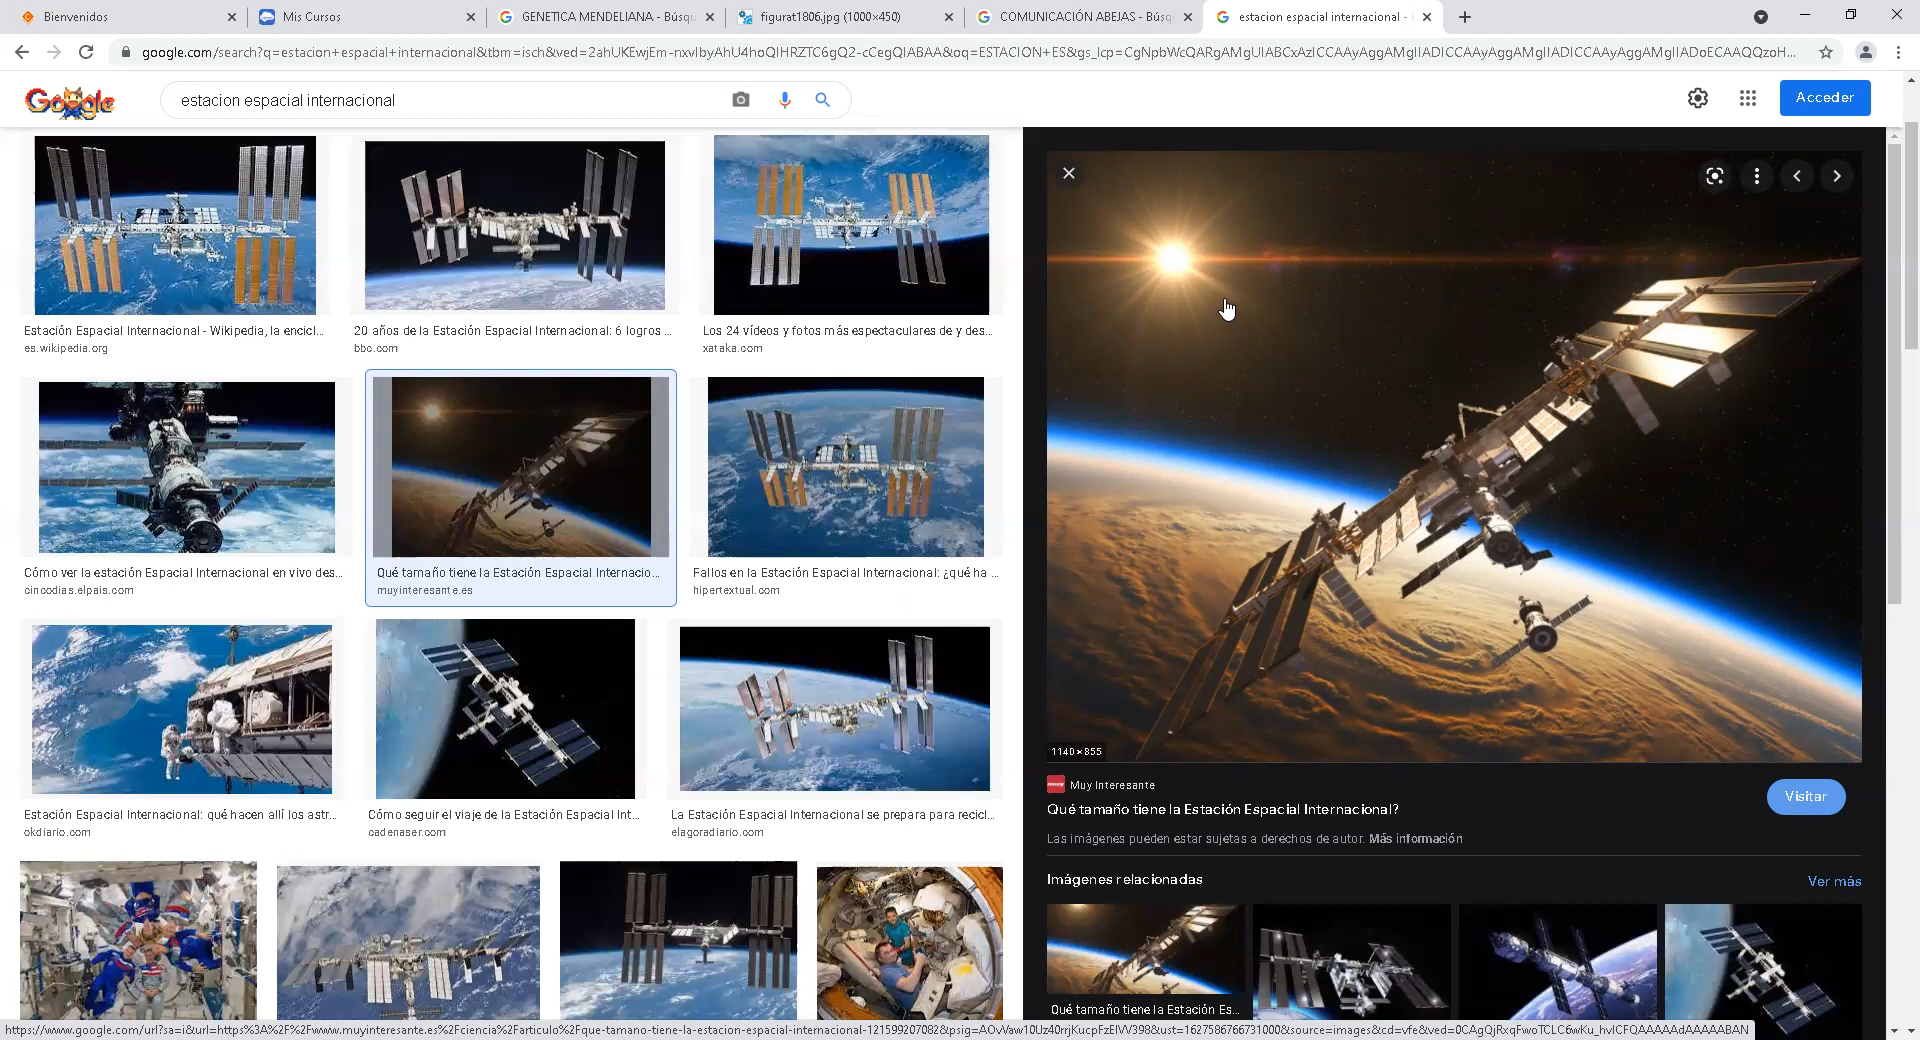 Bienvenidos
Mis Cursos
GENETICA MENDELIANA - Búsqu
figurat1806.jpg (1000×450)
COMUNICACIÓN ABEJAS - Búsq
estacion espacial internacional -
google.com/search?q=estacion+espacial+internacional&tbm=isch&ved=2ahUKEwjEm-nxvIbyAhU4hoQIHRZTC6gQ2-cCegQIABAA&oq=ESTACION+ES&gs_lcp=CgNpbWcQARgAMgUIABCxAzICCAAyAggAMgIIADICCAAyAggAMgIIADICCAAyAggAMgIIADoECAAQQzoH...
Google
estacion espacial internacional
Acceder
Estación Espacial Internacional - Wikipedia, la encicl...
es.wikipedia.org
20 años de la Estación Espacial Internacional: 6 logros ...
bbc.com
Los 24 vídeos y fotos más espectaculares de y des...
xataka.com
Cómo ver la estación Espacial Internacional en vivo des...
cincodias.elpais.com
Qué tamaño tiene la Estación Espacial Internacio...
muyinteresante.es
Fallos en la Estación Espacial Internacional: ¿qué ha ...
hipertextual.com
Estación Espacial Internacional: qué hacen allí los astr...
okdiario.com
Cómo seguir el viaje de la Estación Espacial Int...
cadenaser.com
La Estación Espacial Internacional se prepara para recicl...
elagoradiario.com
1140×855
Muy Interesante
Qué tamaño tiene la Estación Espacial Internacional?
Visitar
Las imágenes pueden estar sujetas a derechos de autor. Más información
Imágenes relacionadas
Ver más
Qué tamaño tiene la Estación Es...
https://www.google.com/url?sa=i&url=https%3A%2F%2Fwww.muyinteresante.es%2Fciencia%2Farticulo%2Fque-tamano-tiene-la-estacion-espacial-internacional-121599207082&psig=AOvVaw10Uz40rrjKucpFzEIVV398&ust=1627586766731000&source=images&cd=vfe&ved=0CAgQjRxqFwoTCLC6wKu_hvICFQAAAAAdAAAAABAN